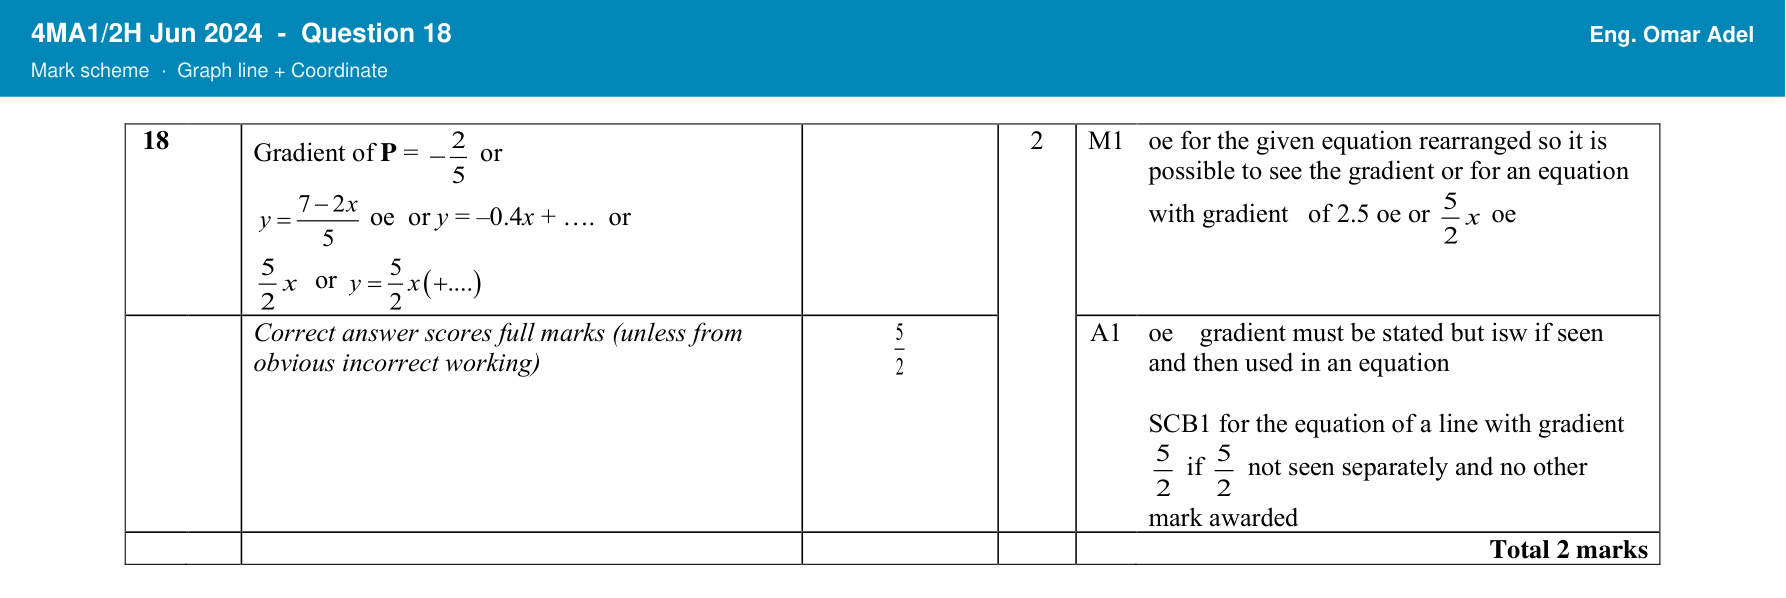 4MA1/2H Jun 2024 - Question 18
Eng. Omar Adel
Mark scheme · Graph line + Coordinate
18
Gradient of P = −2/5 or
y = (7 − 2x)/5 oe or y = –0.4x + …. or
5/2 x or y = 5/2 x(+....)
2
M1 oe for the given equation rearranged so it is
possible to see the gradient or for an equation
with gradient of 2.5 oe or 5/2 x oe
Correct answer scores full marks (unless from
obvious incorrect working)
5/2
A1 oe gradient must be stated but isw if seen
and then used in an equation
SCB1 for the equation of a line with gradient
5/2 if 5/2 not seen separately and no other
mark awarded
Total 2 marks